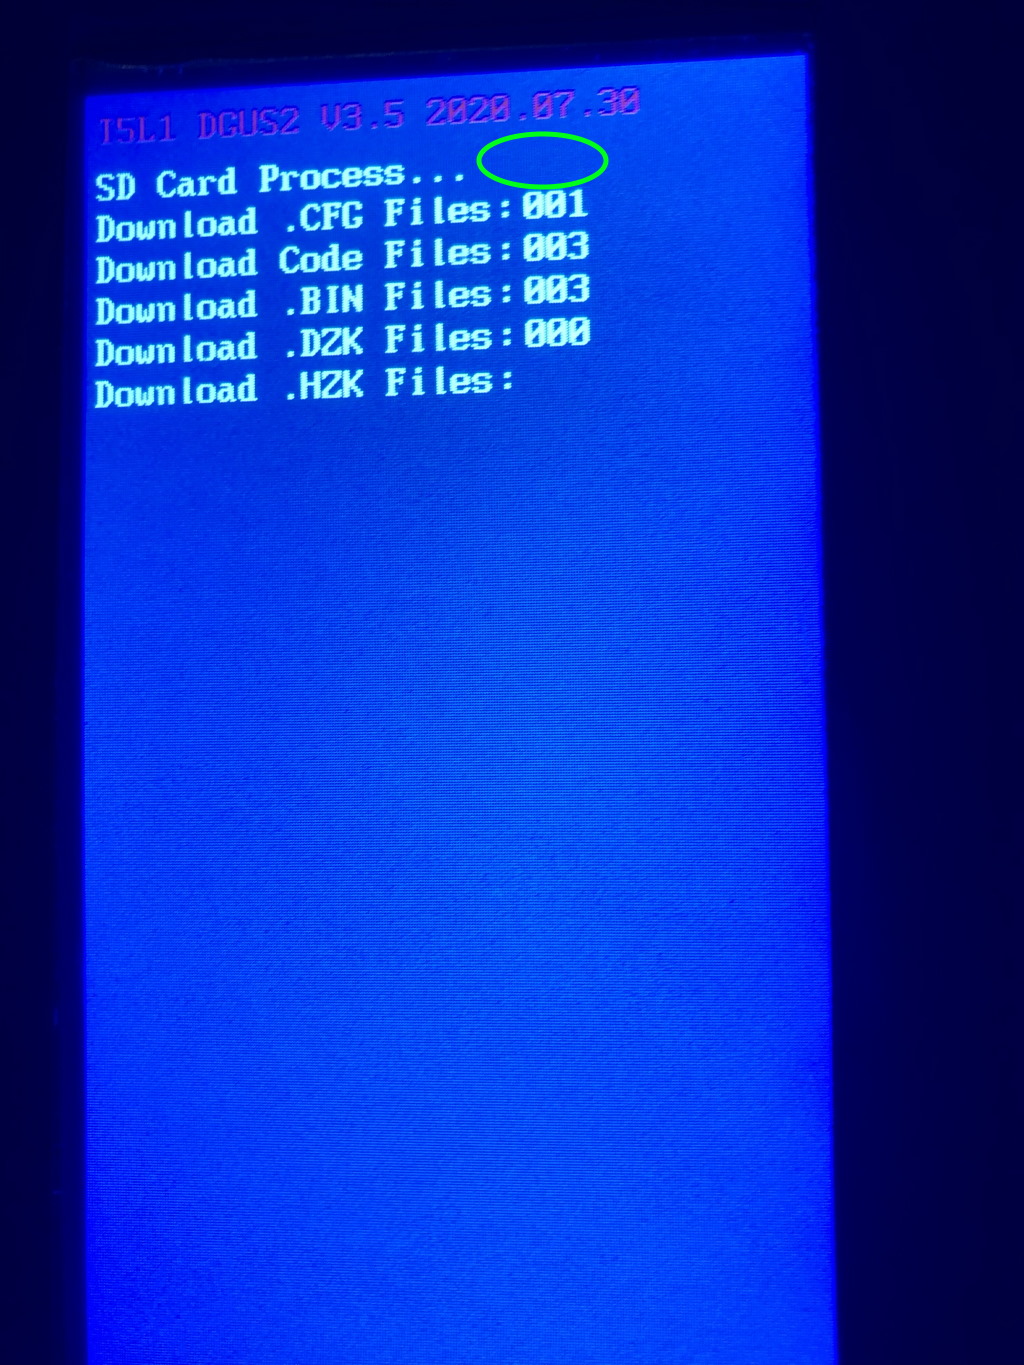 T5L1 DGUS2 V3.5 2020.07.30
SD Card Process...
Download .CFG Files:001
Download Code Files:003
Download .BIN Files:003
Download .DZK Files:000
Download .HZK Files: